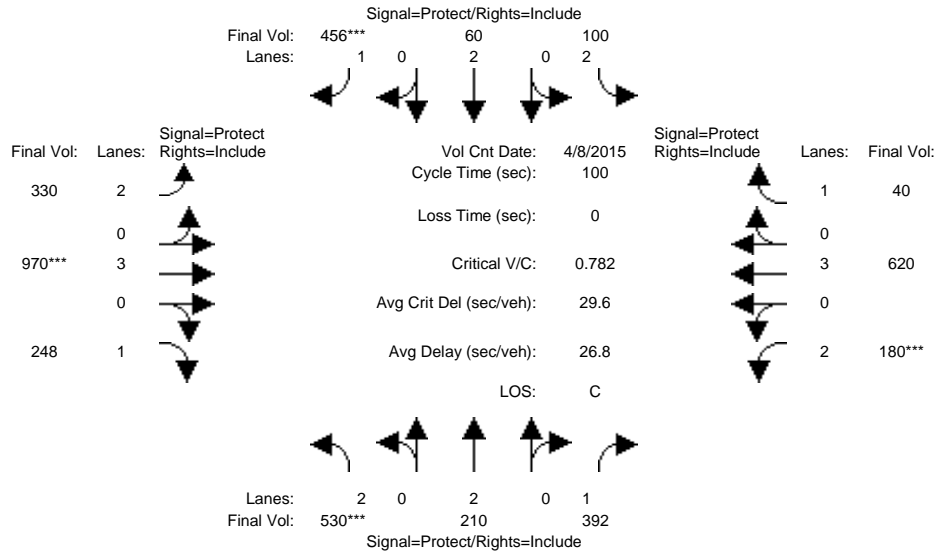 Signal=Protect/Rights=Include
Final Vol: 456*** 60 100
Lanes: 1 0 2 0 2
Signal=Protect Signal=Protect
Final Vol: Lanes: Rights=Include Vol Cnt Date: 4/8/2015 Rights=Include Lanes: Final Vol:
Cycle Time (sec): 100
330 2 1 40
Loss Time (sec): 0
0 0
970*** 3 Critical V/C: 0.782 3 620
0 Avg Crit Del (sec/veh): 29.6 0
248 1 Avg Delay (sec/veh): 26.8 2 180***
LOS: C
Lanes: 2 0 2 0 1
Final Vol: 530*** 210 392
Signal=Protect/Rights=Include